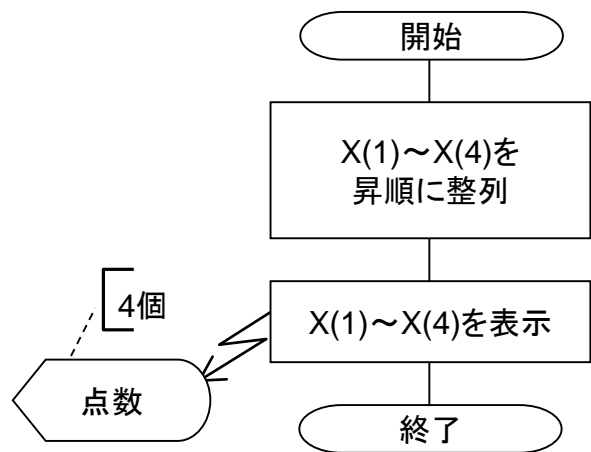 開始
X(1)～X(4)を
昇順に整列
4個
X(1)～X(4)を表示
点数
終了